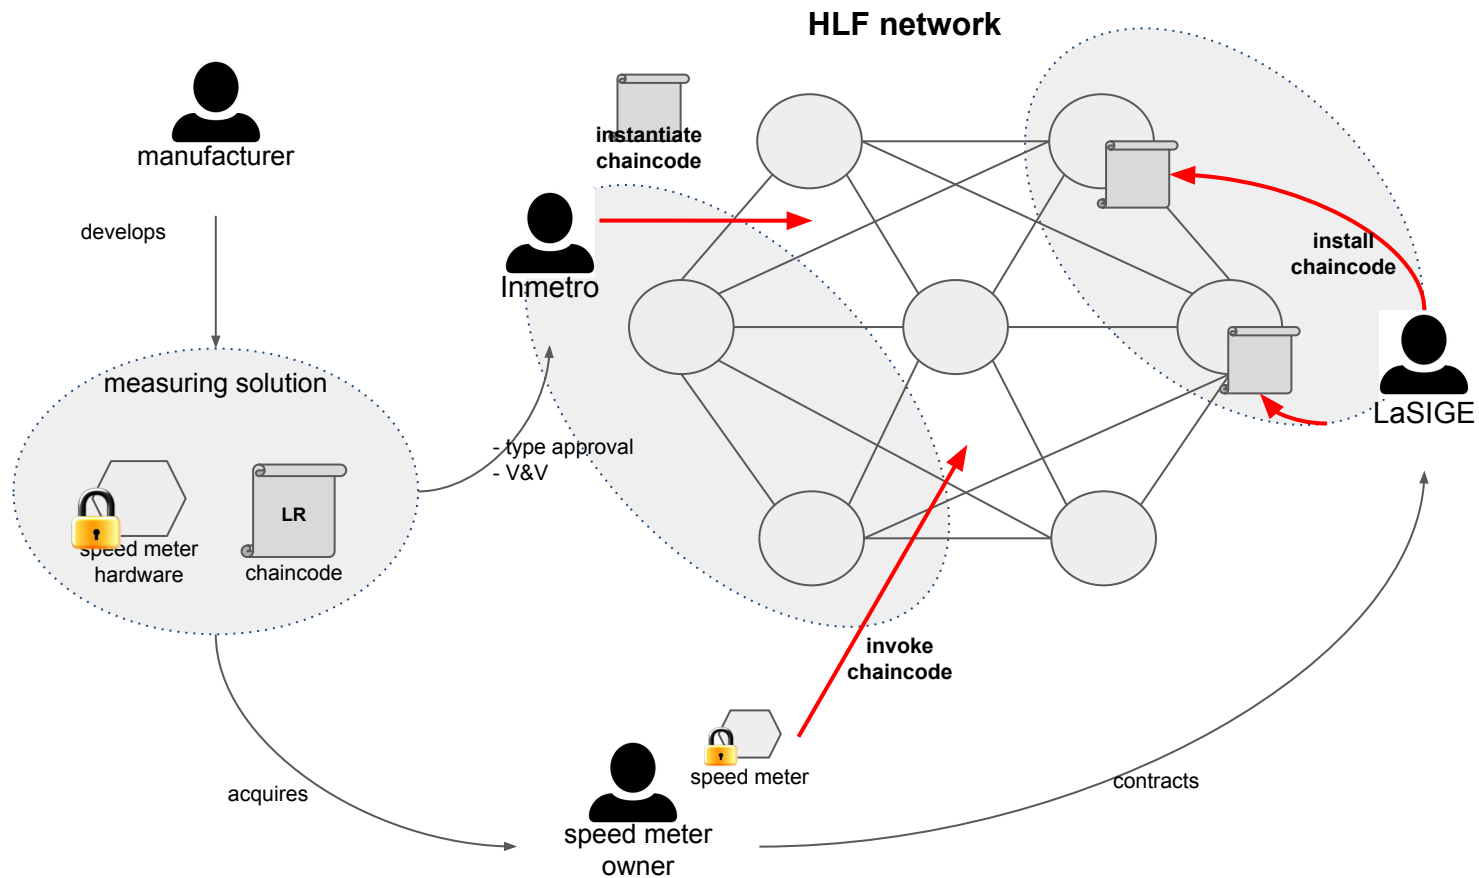 HLF network
manufacturer
instantiate
chaincode
develops
Inmetro
install
chaincode
measuring solution
LaSIGE
- type approval
- V&V
LR
speed meter
hardware
chaincode
invoke
chaincode
speed meter
acquires
contracts
speed meter
owner